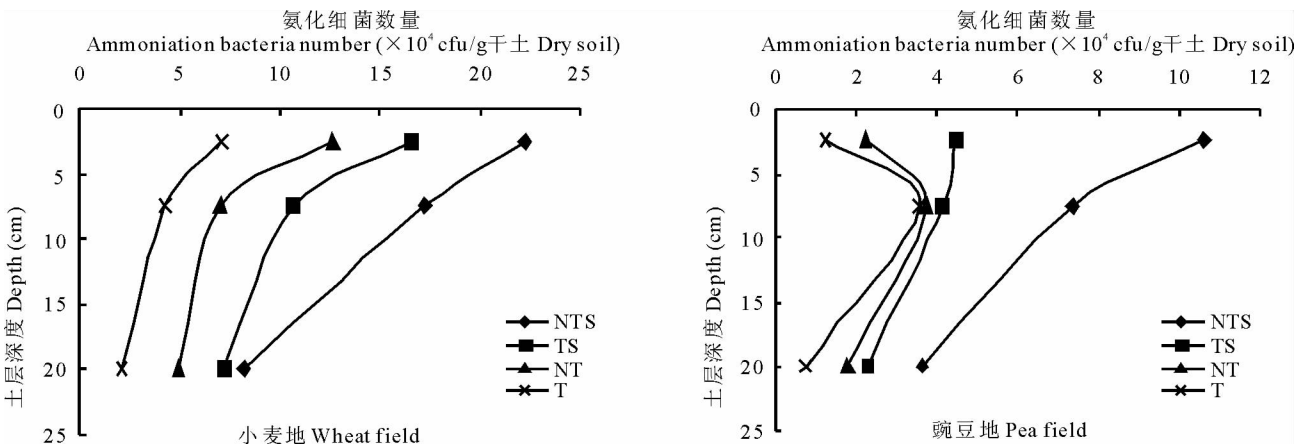 氨化细菌数量
Ammoniation bacteria number (×10⁴ cfu/g干土 Dry soil)
0 5 10 15 20 25
0
5
10
15
20
25
土层深度 Depth (cm)
NTS
TS
NT
T
小麦地 Wheat field
氨化细菌数量
Ammoniation bacteria number (×10⁴ cfu/g干土 Dry soil)
0 2 4 6 8 10 12
0
5
10
15
20
25
土层深度 Depth (cm)
NTS
TS
NT
T
豌豆地 Pea field